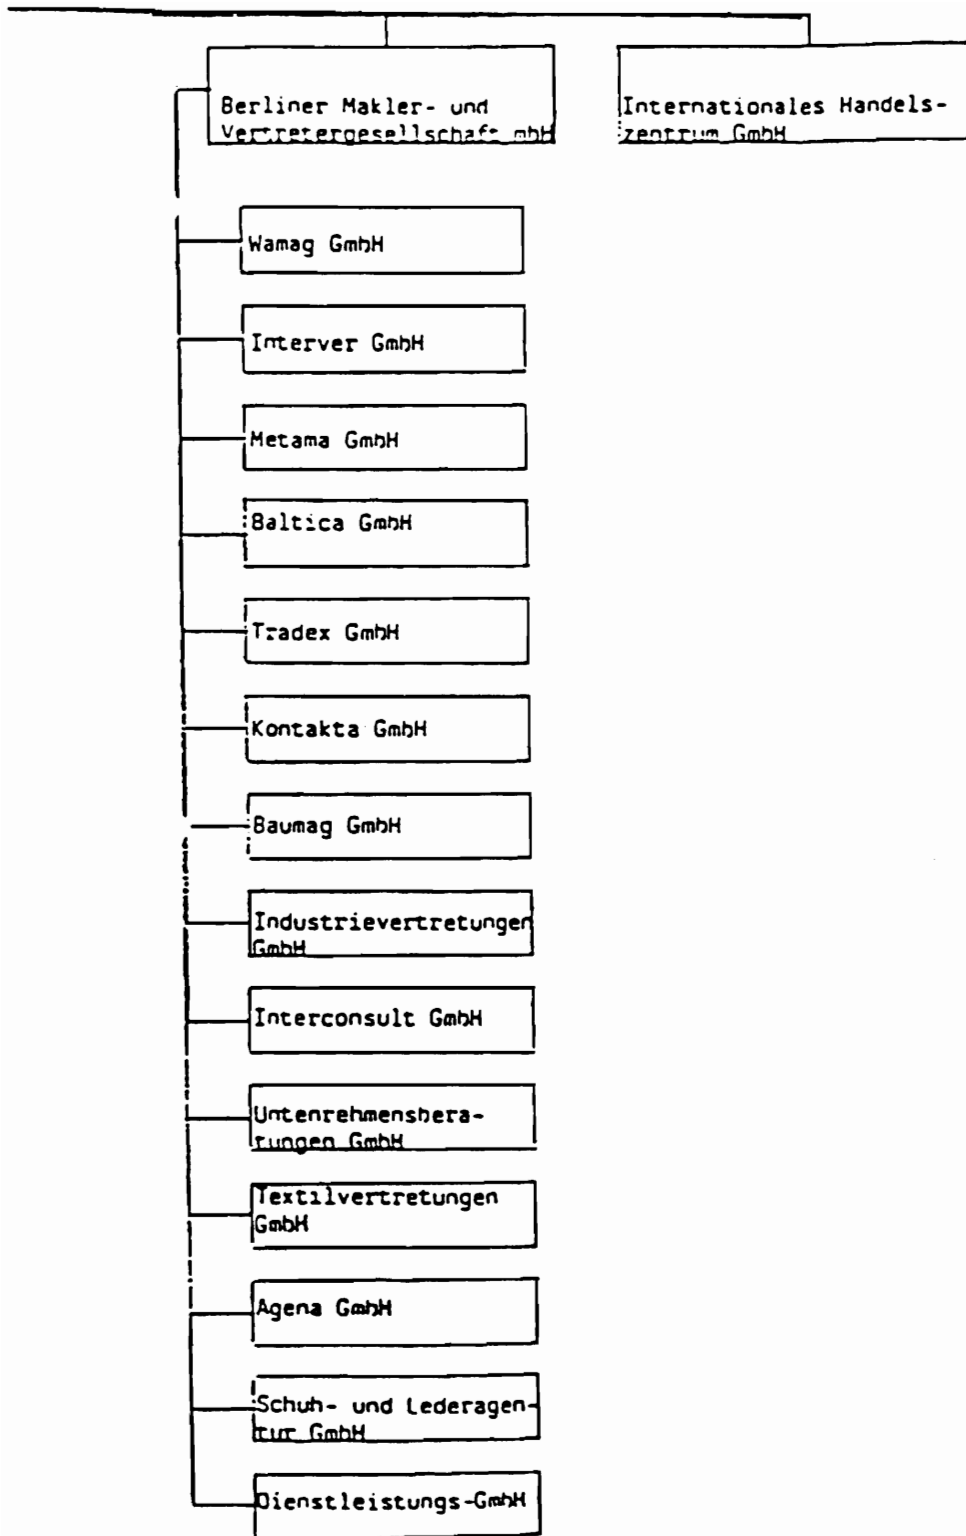 Berliner Makler- und
Vertretergesellschaft mbH
Internationales Handels-
zentrum GmbH
Wamag GmbH
Interver GmbH
Metama GmbH
Baltica GmbH
Tradex GmbH
Kontakta GmbH
Baumag GmbH
Industrievertretungen
GmbH
Interconsult GmbH
Untenrehmensbera-
tungen GmbH
Textilvertretungen
GmbH
Agena GmbH
Schuh- und Lederagen-
tur GmbH
Dienstleistungs-GmbH